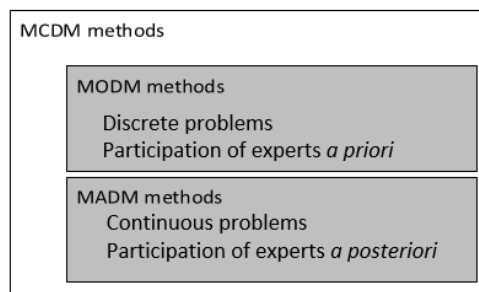 MCDM methods
MODM methods
Discrete problems
Participation of experts a priori
MADM methods
Continuous problems
Participation of experts a posteriori